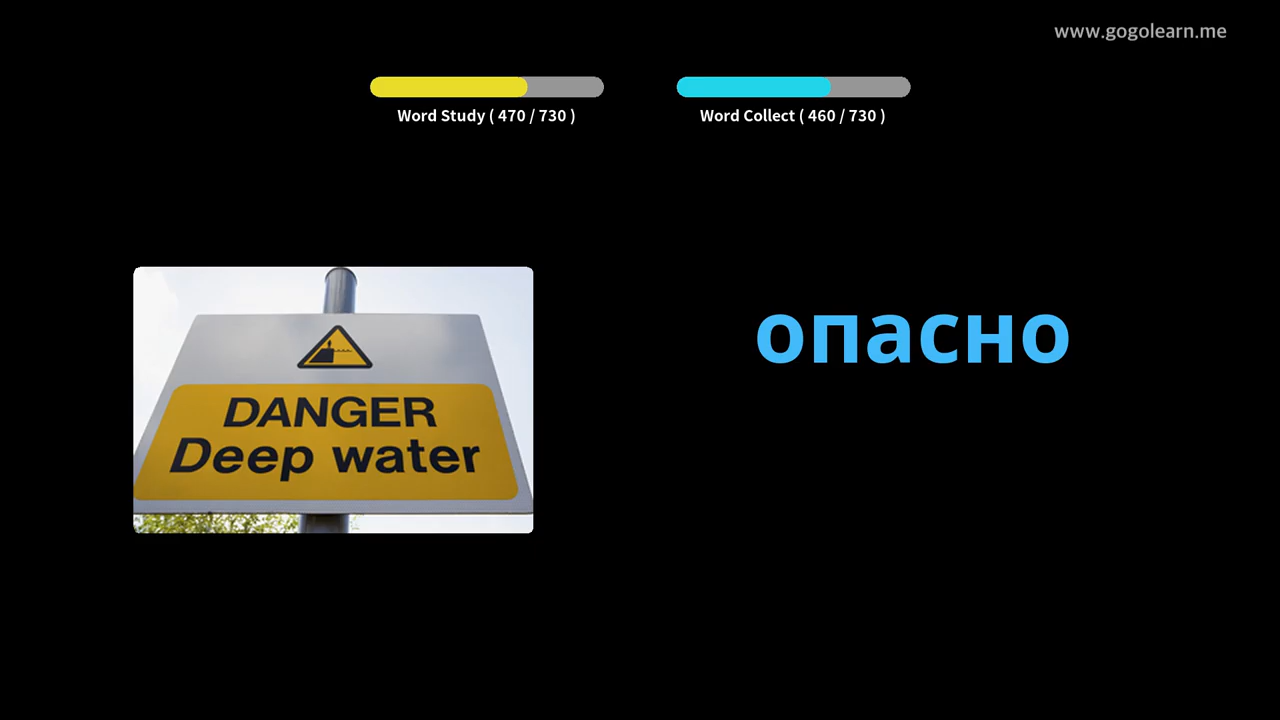 www.gogolearn.me
Word Study ( 470 / 730 )
Word Collect ( 460 / 730 )
DANGER
Deep water
опасно